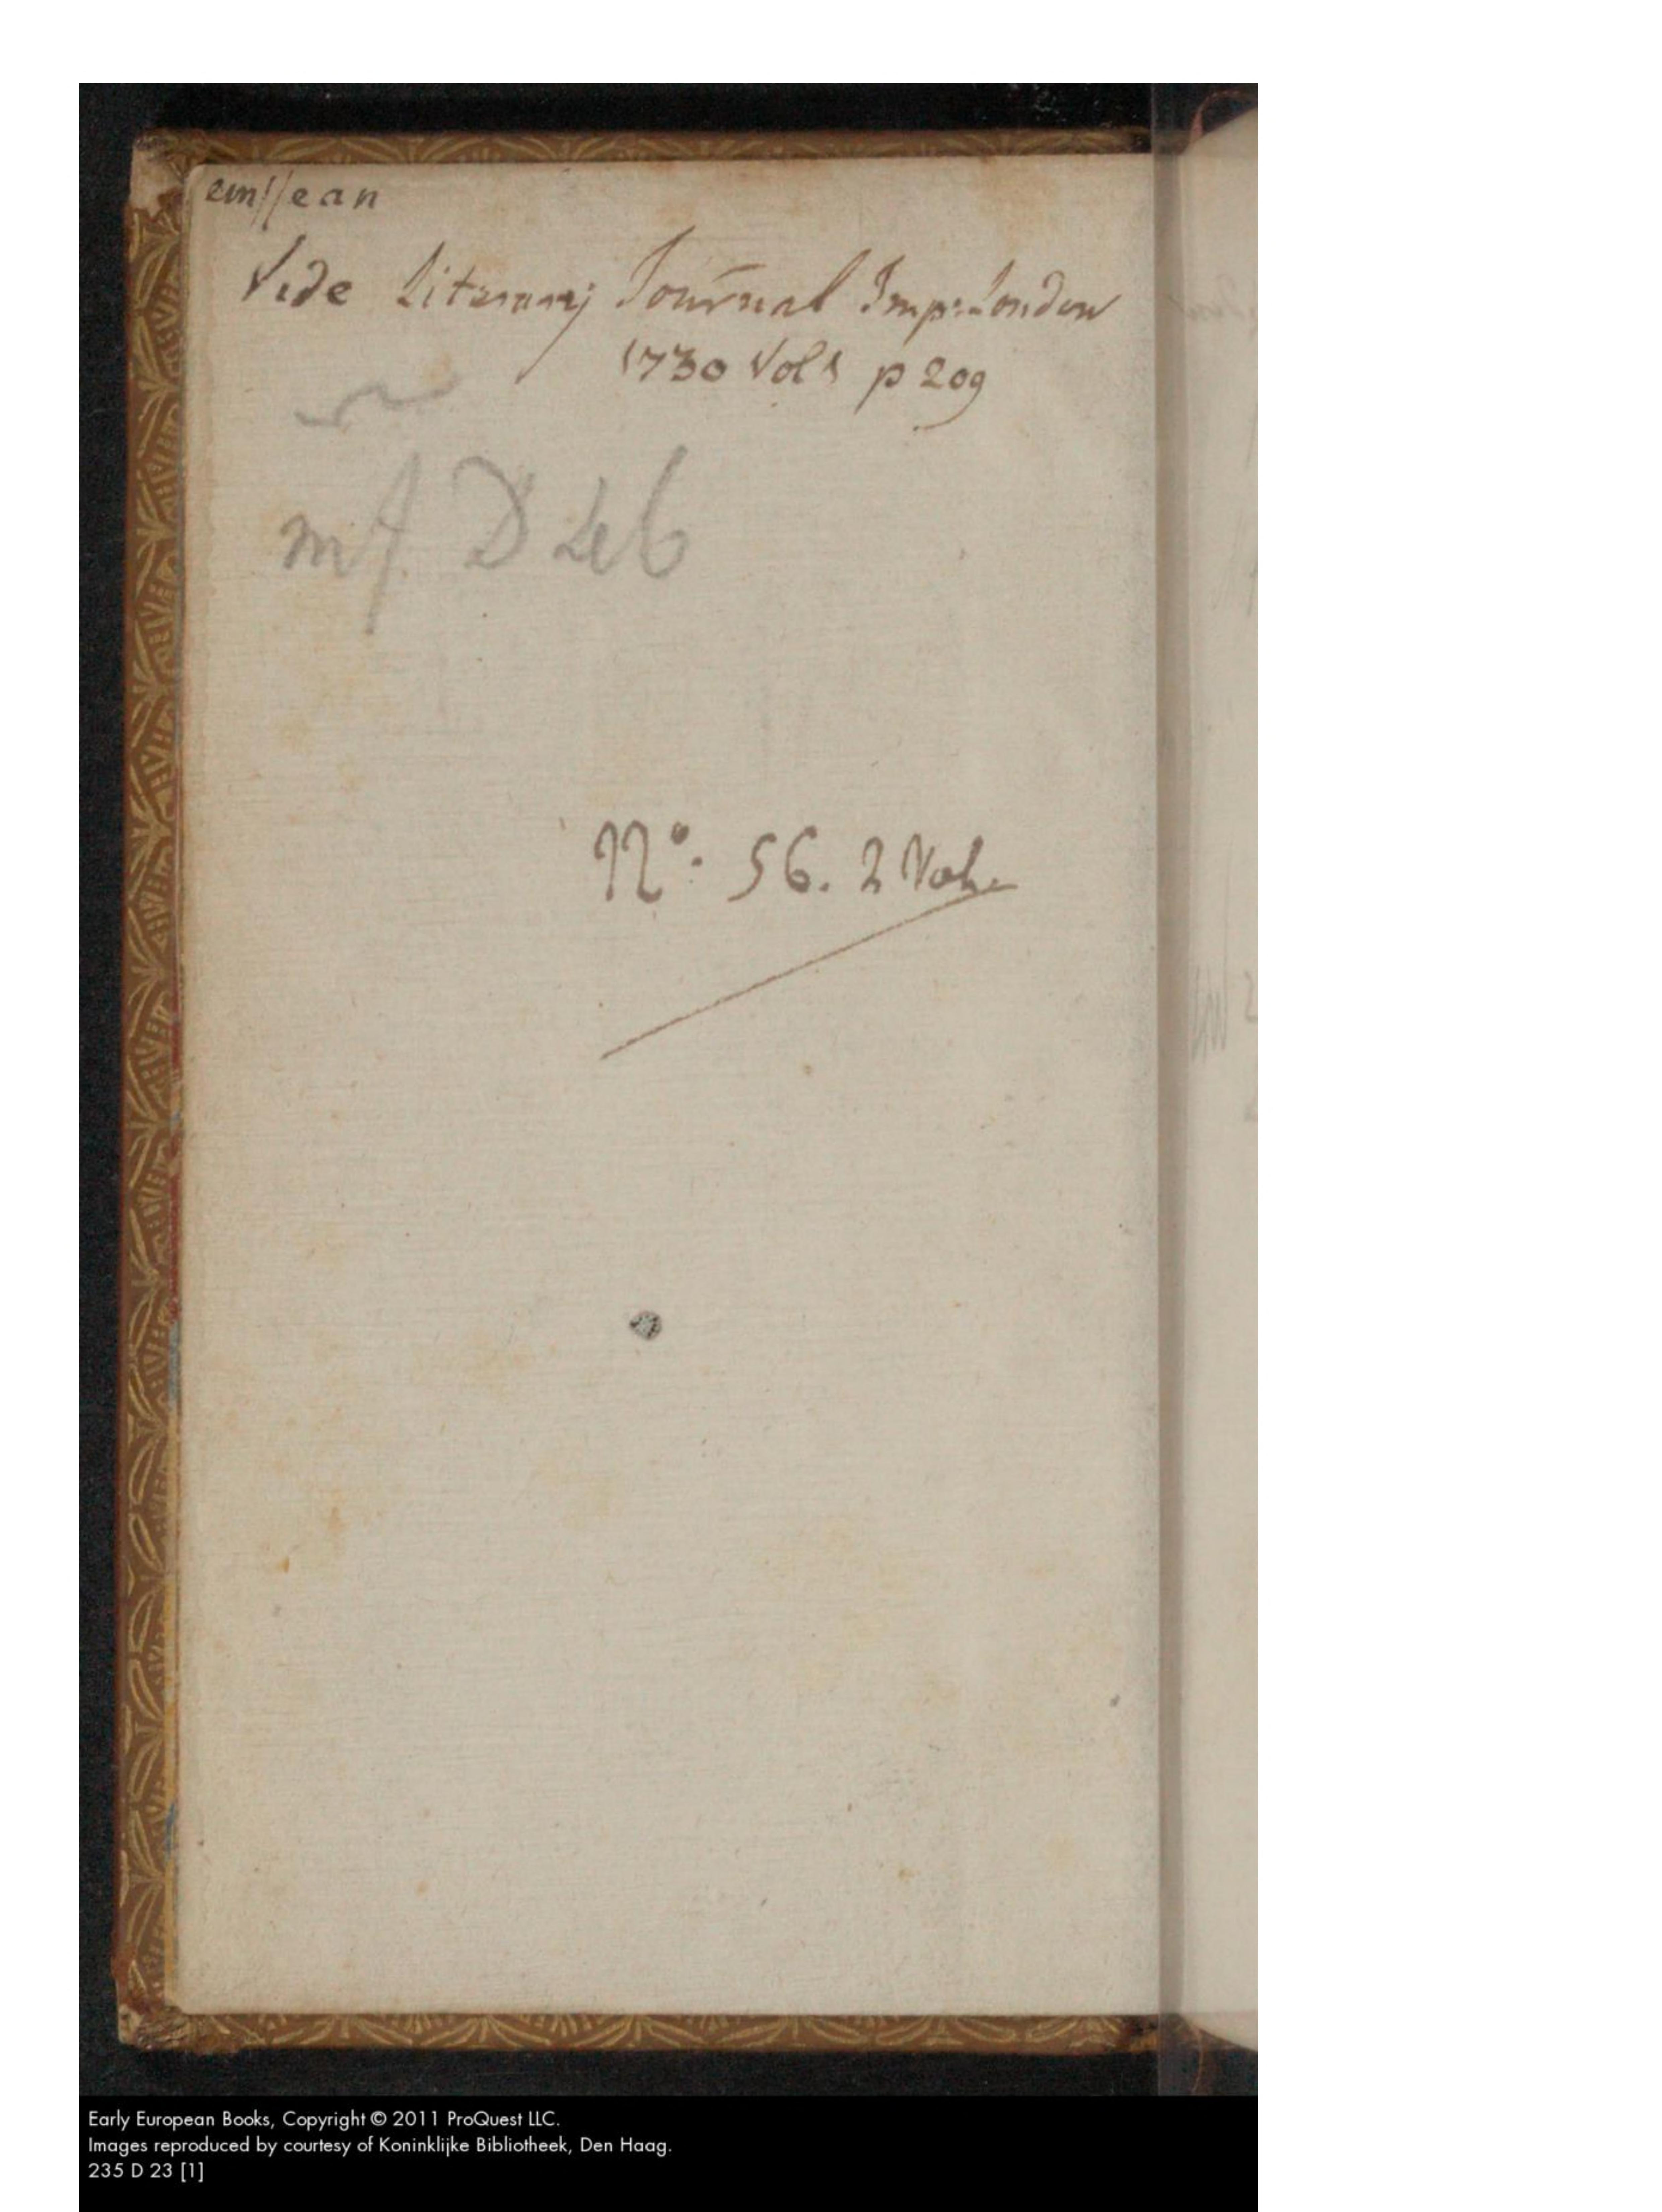 em//ean
Vide Literary Journal Impr: London
1730 Vol 1 p 209
N°. 56. 2 Vol.
Early European Books, Copyright © 2011 ProQuest LLC.
Images reproduced by courtesy of Koninklijke Bibliotheek, Den Haag.
235 D 23 [1]